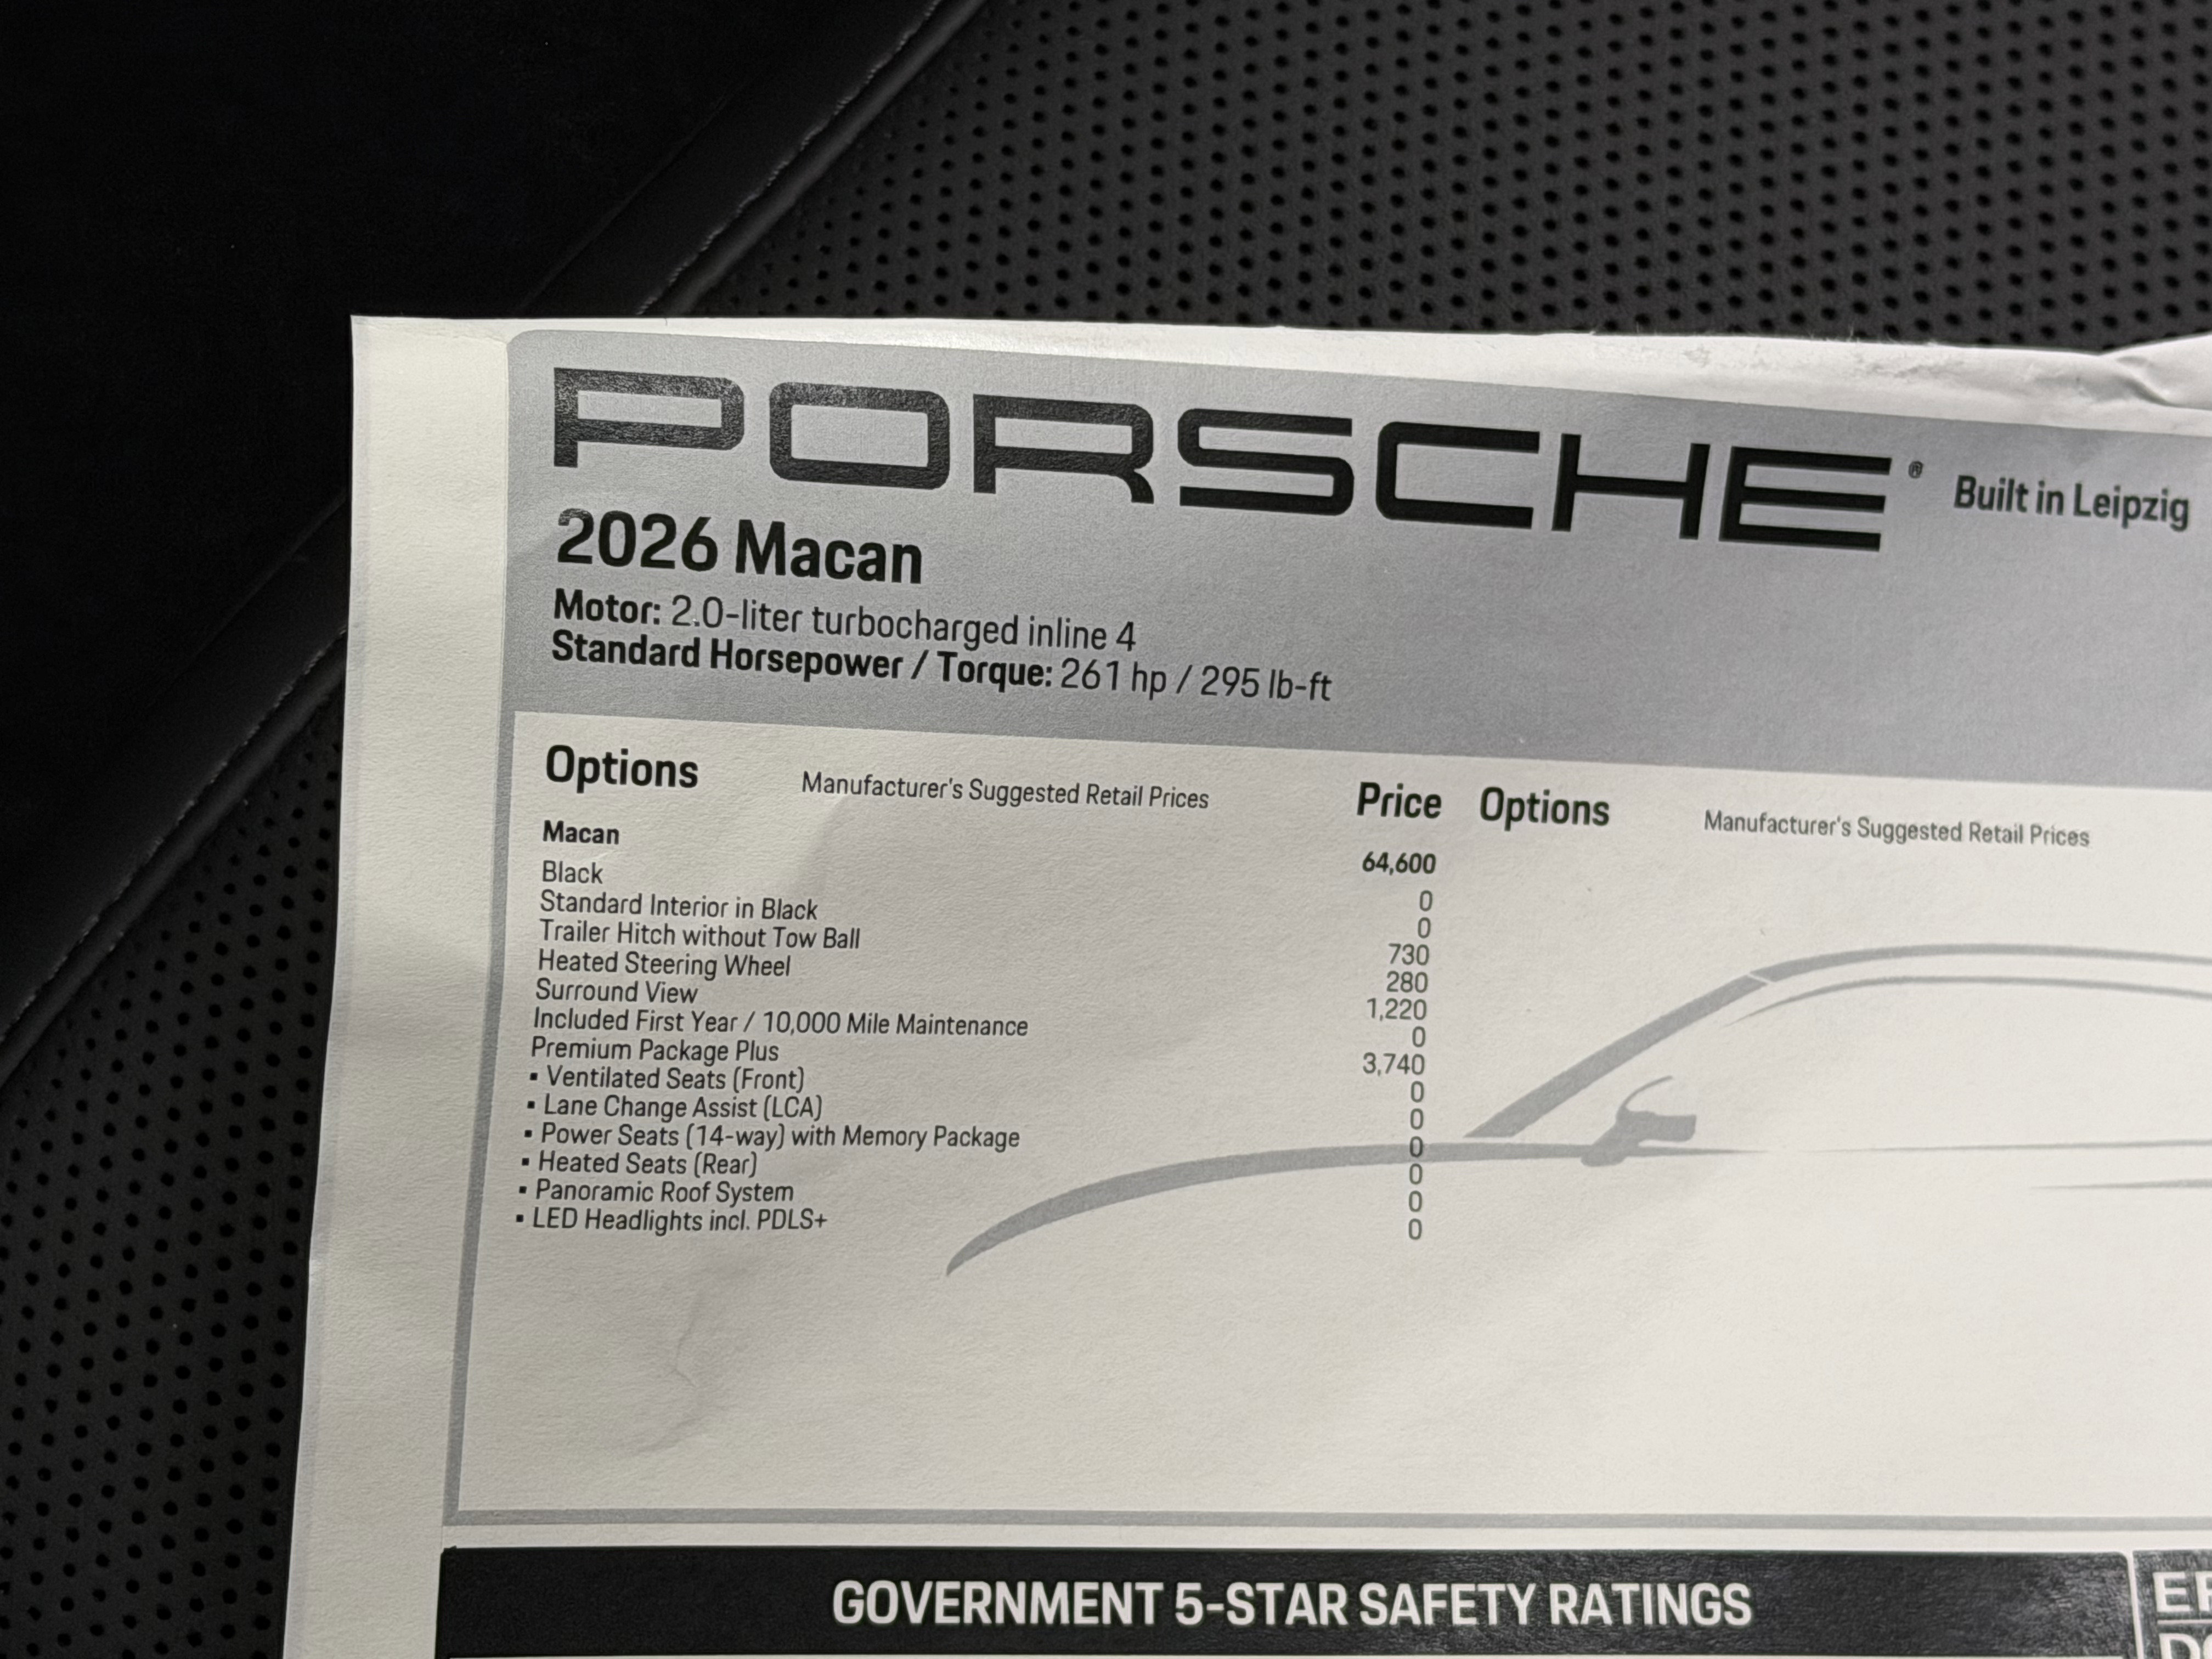 PORSCHE® Built in Leipzig
2026 Macan
Motor: 2.0-liter turbocharged inline 4
Standard Horsepower / Torque: 261 hp / 295 lb-ft
Options Manufacturer's Suggested Retail Prices Price Options Manufacturer's Suggested Retail Prices
Macan 64,600
Black 0
Standard Interior in Black 0
Trailer Hitch without Tow Ball 730
Heated Steering Wheel 280
Surround View 1,220
Included First Year / 10,000 Mile Maintenance 0
Premium Package Plus 3,740
▪ Ventilated Seats (Front) 0
▪ Lane Change Assist (LCA) 0
▪ Power Seats (14-way) with Memory Package 0
▪ Heated Seats (Rear) 0
▪ Panoramic Roof System 0
▪ LED Headlights incl. PDLS+ 0
GOVERNMENT 5-STAR SAFETY RATINGS